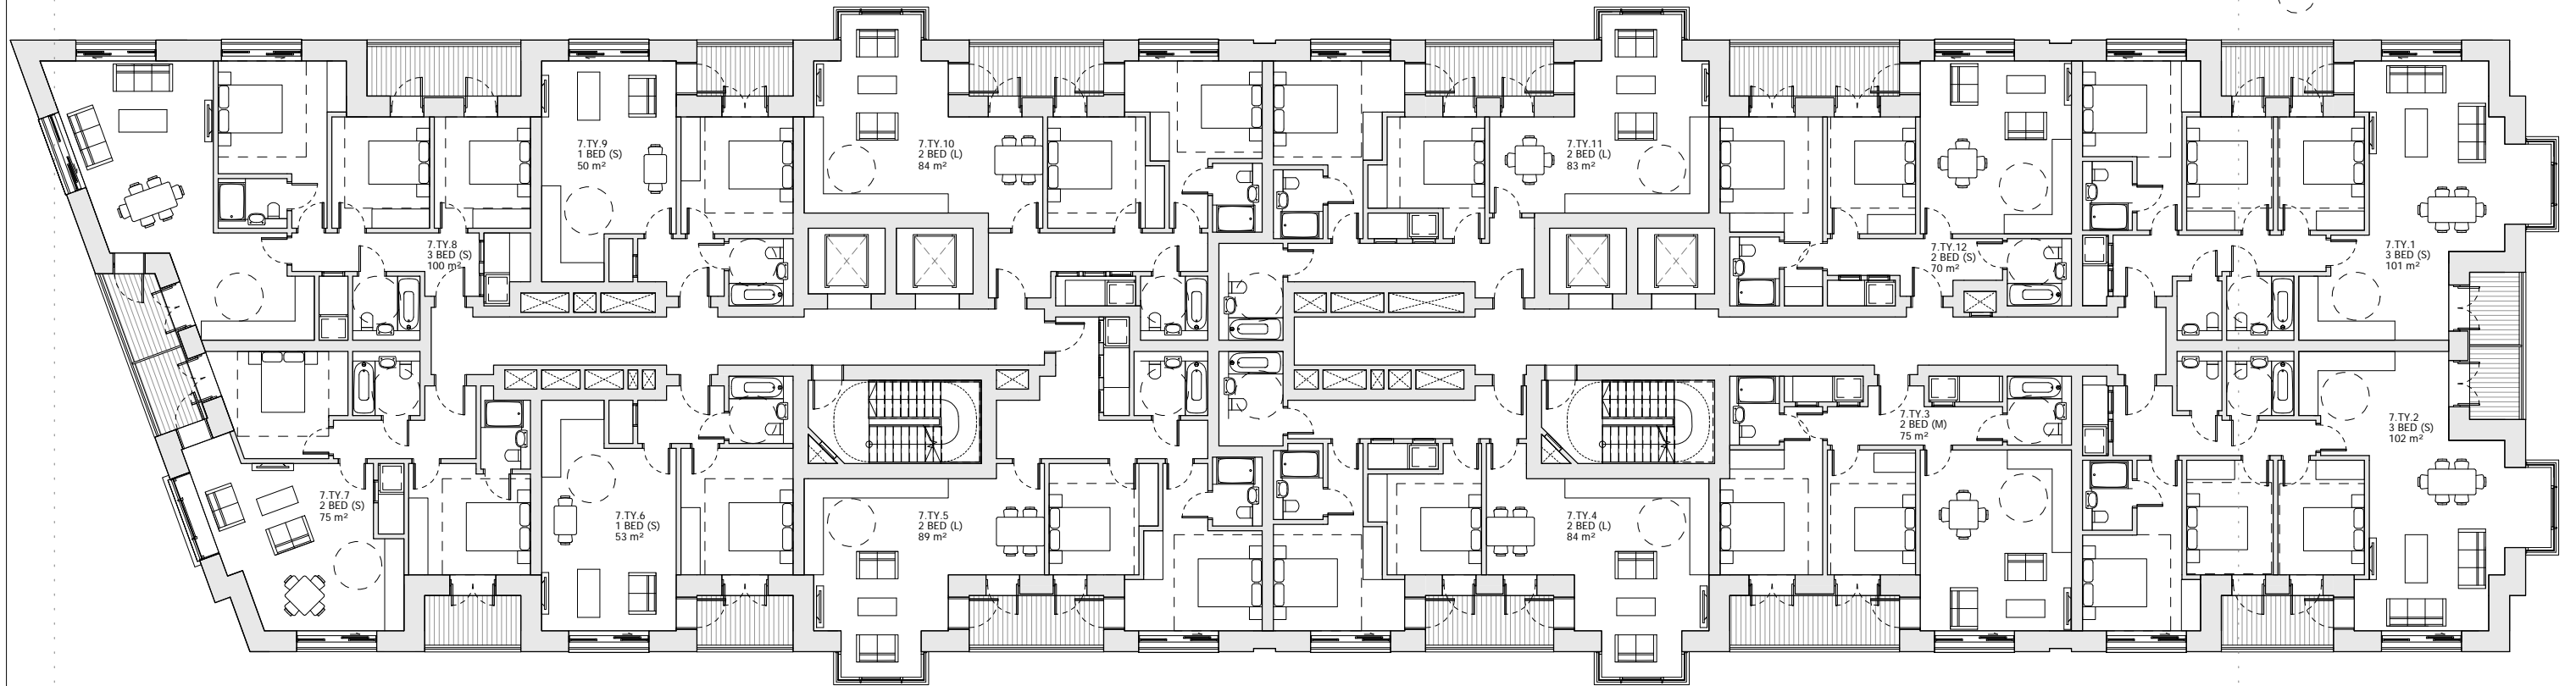 7.TY.9
1 BED (S)
50 m²
7.TY.10
2 BED (L)
84 m²
7.TY.11
2 BED (L)
83 m²
7.TY.8
3 BED (S)
100 m²
7.TY.12
2 BED (S)
70 m²
7.TY.1
3 BED (S)
101 m²
7.TY.7
2 BED (S)
75 m²
7.TY.6
1 BED (S)
53 m²
7.TY.5
2 BED (L)
89 m²
7.TY.4
2 BED (L)
84 m²
7.TY.3
2 BED (M)
75 m²
7.TY.2
3 BED (S)
102 m²